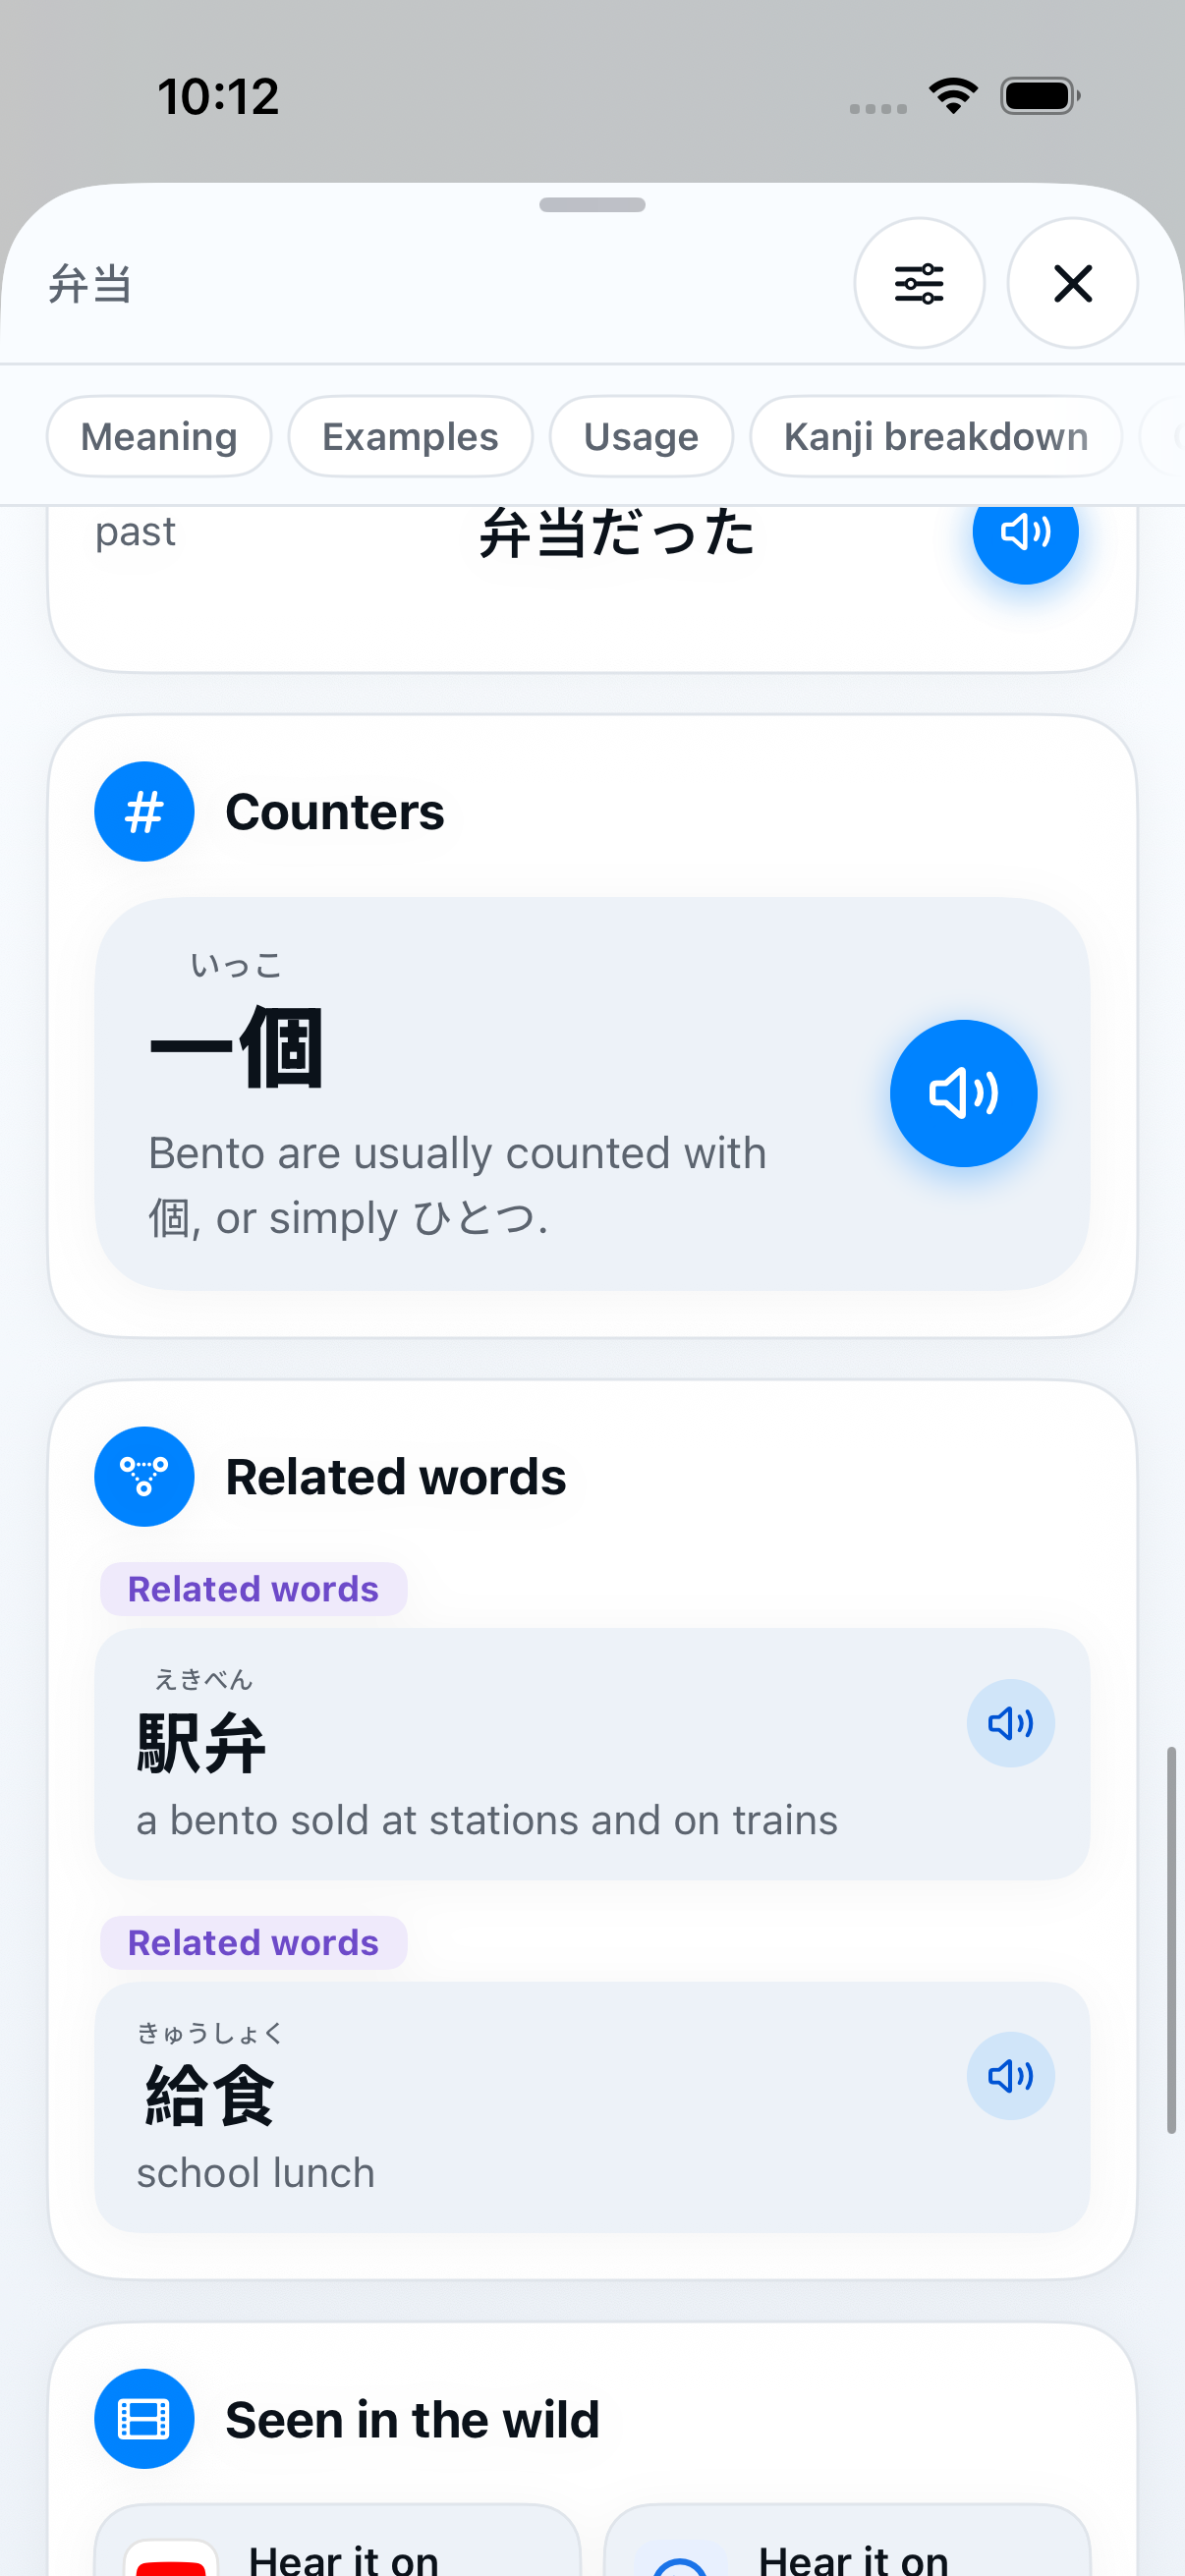 10:12
弁当
Meaning
Examples
Usage
Kanji breakdown
past
弁当だった
Counters
いっこ
一個
Bento are usually counted with
個, or simply ひとつ.
Related words
Related words
えきべん
駅弁
a bento sold at stations and on trains
Related words
きゅうしょく
給食
school lunch
Seen in the wild
Hear it on
Hear it on